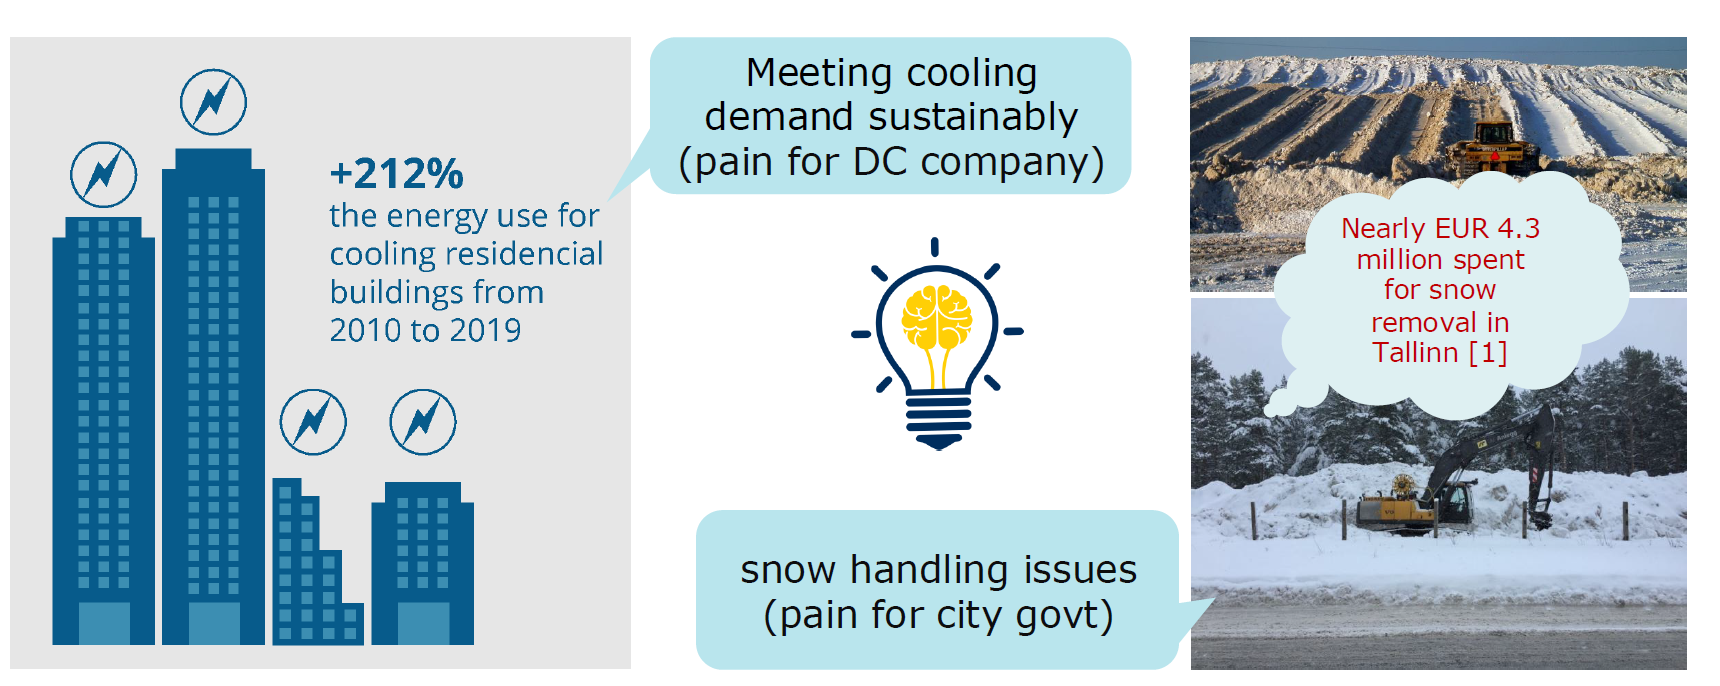 +212%
the energy use for
cooling residencial
buildings from
2010 to 2019
Meeting cooling
demand sustainably
(pain for DC company)
snow handling issues
(pain for city govt)
Nearly EUR 4.3
million spent
for snow
removal in
Tallinn [1]